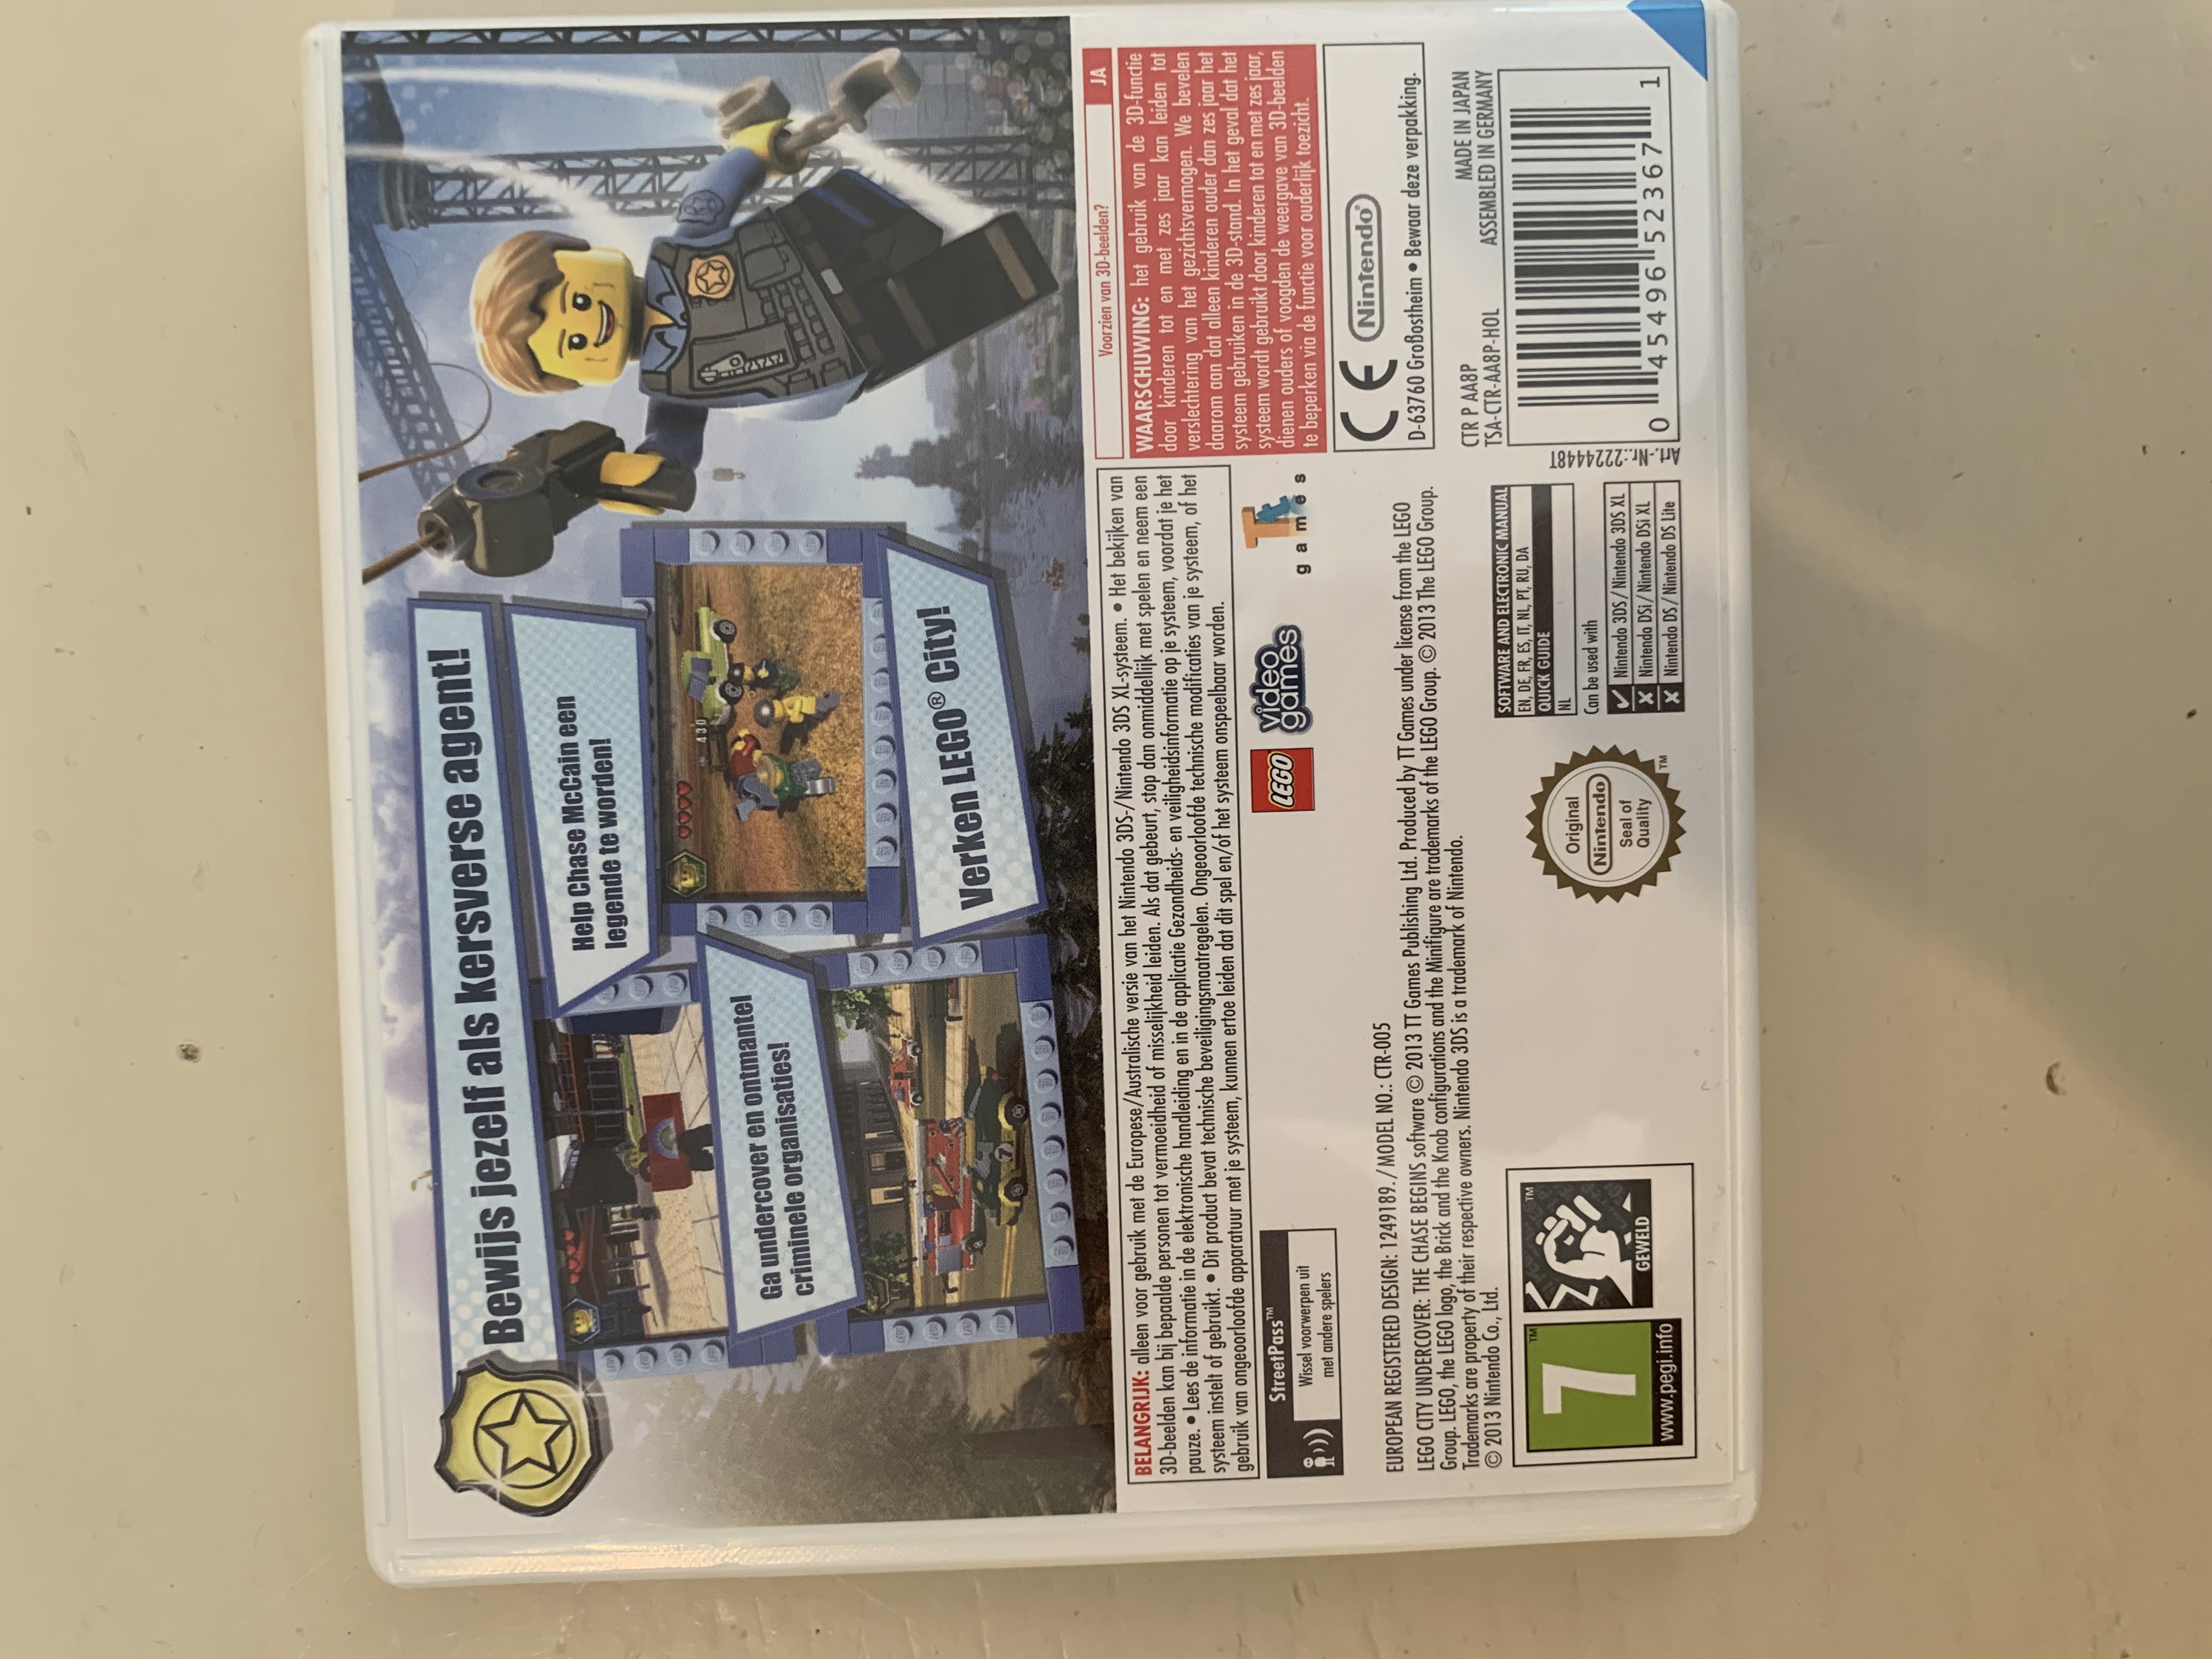 Bewijs jezelf als kersverse agent!
Help Chase McCain een
legende te worden!
430
Ga undercover en ontmantel
criminele organisaties!
7
Verken LEGO® City!
BELANGRIJK: alleen voor gebruik met de Europese/Australische versie van het Nintendo 3DS-/Nintendo 3DS XL-systeem. • Het bekijken van
3D-beelden kan bij bepaalde personen tot vermoeidheid of misselijkheid leiden. Als dat gebeurt, stop dan onmiddellijk met spelen en neem een
pauze. • Lees de informatie in de elektronische handleiding en in de applicatie Gezondheids- en veiligheidsinformatie op je systeem, voordat je het
systeem instelt of gebruikt. • Dit product bevat technische beveiligingsmaatregelen. Ongeoorloofde technische modificaties van je systeem, of het
gebruik van ongeoorloofde apparatuur met je systeem, kunnen ertoe leiden dat dit spel en/of het systeem onspeelbaar worden.
Voorzien van 3D-beelden? JA
WAARSCHUWING: het gebruik van de 3D-functie
door kinderen tot en met zes jaar kan leiden tot
verslechtering van het gezichtsvermogen. We bevelen
daarom aan dat alleen kinderen ouder dan zes jaar het
systeem gebruiken in de 3D-stand. In het geval dat het
systeem wordt gebruikt door kinderen tot en met zes jaar,
dienen ouders of voogden de weergave van 3D-beelden
te beperken via de functie voor ouderlijk toezicht.
StreetPass™
Wissel voorwerpen uit
met andere spelers
LEGO
video
games
Tt
games
CE Nintendo®
D-63760 Großostheim • Bewaar deze verpakking.
EUROPEAN REGISTERED DESIGN: 1249189./MODEL NO.: CTR-005
LEGO CITY UNDERCOVER: THE CHASE BEGINS software © 2013 TT Games Publishing Ltd. Produced by TT Games under license from the LEGO
Group. LEGO, the LEGO logo, the Brick and the Knob configurations and the Minifigure are trademarks of the LEGO Group. © 2013 The LEGO Group.
Trademarks are property of their respective owners. Nintendo 3DS is a trademark of Nintendo.
© 2013 Nintendo Co., Ltd.
CTR P AA8P
TSA-CTR-AA8P-HOL
MADE IN JAPAN
ASSEMBLED IN GERMANY
7™
www.pegi.info
™
GEWELD
Original
Nintendo
Seal of
Quality
™
SOFTWARE AND ELECTRONIC MANUAL
EN, DE, FR, ES, IT, NL, PT, RU, DA
QUICK GUIDE
NL
Can be used with
Nintendo 3DS/Nintendo 3DS XL
Nintendo DSi/Nintendo DSi XL
Nintendo DS/Nintendo DS Lite
Art.-Nr.:2224448T
0 45496 52367 1